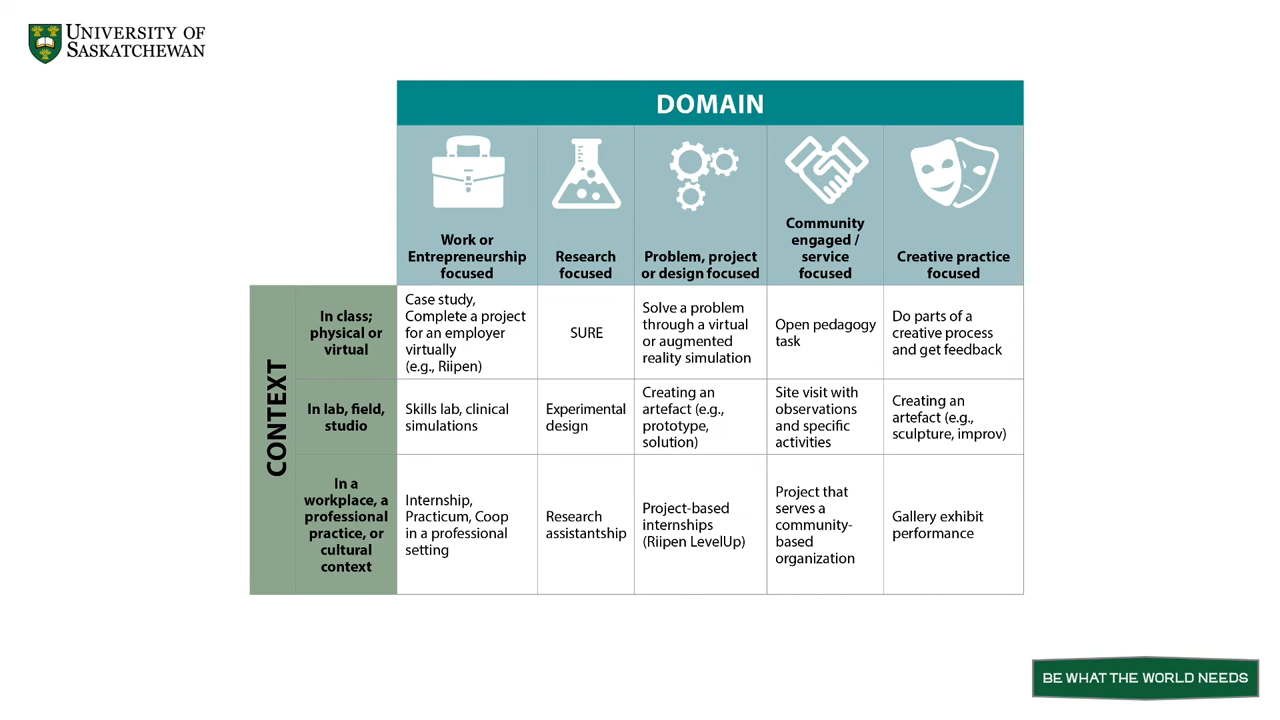 UNIVERSITY OF
SASKATCHEWAN
DOMAIN
Work or
Entrepreneurship
focused
Research
focused
Problem, project
or design focused
Community
engaged /
service
focused
Creative practice
focused
CONTEXT
In class;
physical or
virtual
Case study,
Complete a project
for an employer
virtually
(e.g., Riipen)
SURE
Solve a problem
through a virtual
or augmented
reality simulation
Open pedagogy
task
Do parts of a
creative process
and get feedback
In lab, field,
studio
Skills lab, clinical
simulations
Experimental
design
Creating an
artefact (e.g.,
prototype,
solution)
Site visit with
observations
and specific
activities
Creating an
artefact (e.g.,
sculpture, improv)
In a
workplace, a
professional
practice, or
cultural
context
Internship,
Practicum, Coop
in a professional
setting
Research
assistantship
Project-based
internships
(Riipen LevelUp)
Project that
serves a
community-
based
organization
Gallery exhibit
performance
BE WHAT THE WORLD NEEDS